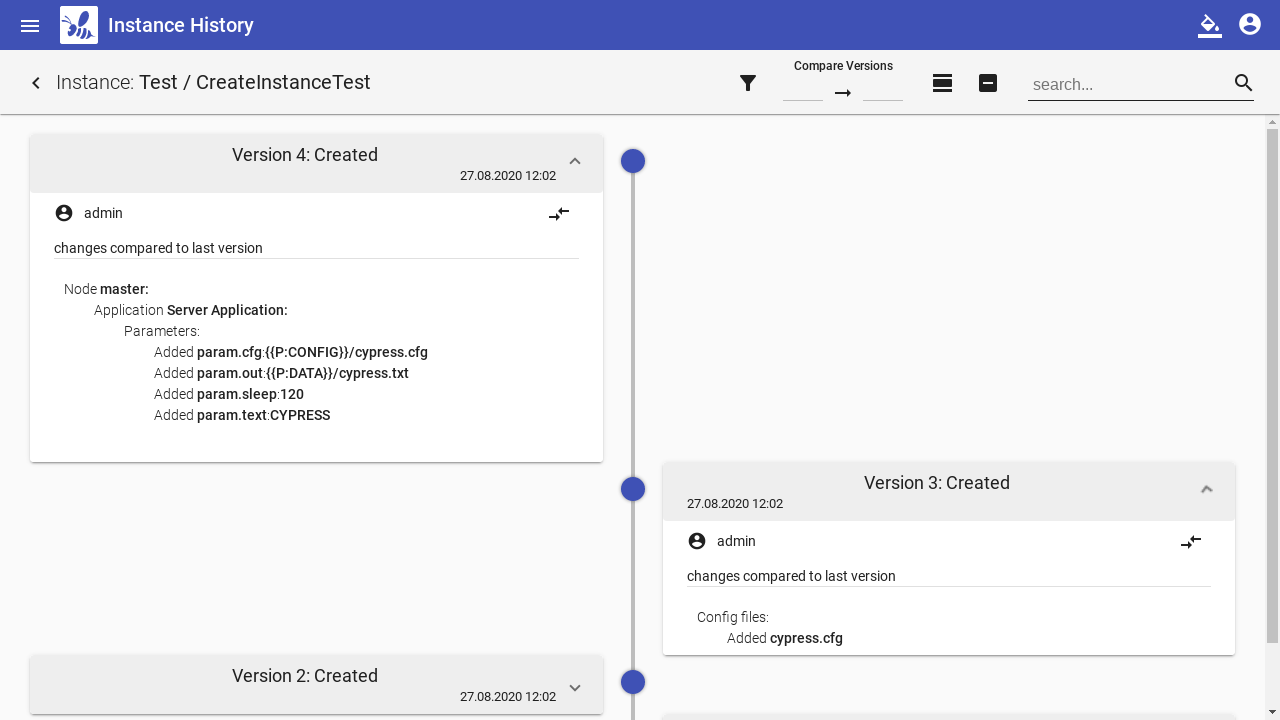 Instance History
Instance: Test / CreateInstanceTest
Compare Versions
search...
Version 4: Created
27.08.2020 12:02
admin
changes compared to last version
Node master:
Application Server Application:
Parameters:
Added param.cfg:{{P:CONFIG}}/cypress.cfg
Added param.out:{{P:DATA}}/cypress.txt
Added param.sleep:120
Added param.text:CYPRESS
Version 3: Created
27.08.2020 12:02
admin
changes compared to last version
Config files:
Added cypress.cfg
Version 2: Created
27.08.2020 12:02